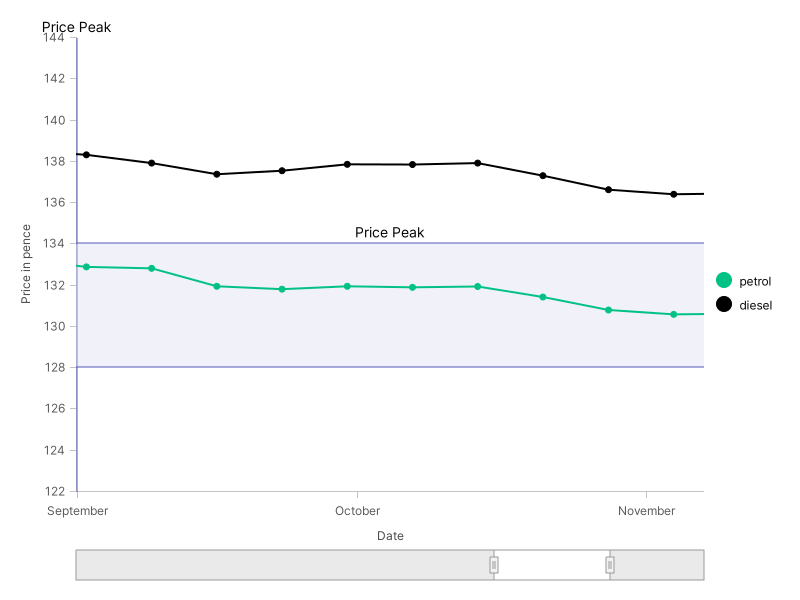 Price Peak
144
142
140
138
136
134
132
130
128
126
124
122
Price in pence
Price Peak
September
October
November
Date
petrol
diesel